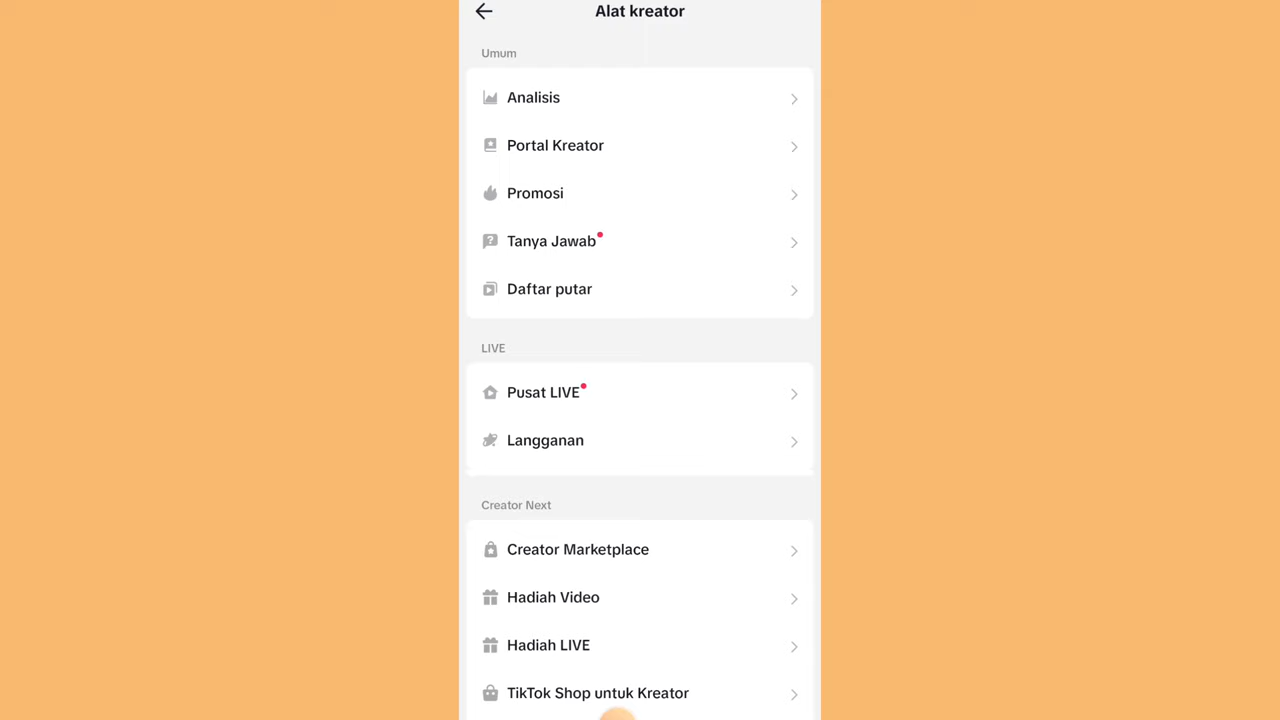 Alat kreator
Umum
Analisis
Portal Kreator
Promosi
Tanya Jawab
Daftar putar
LIVE
Pusat LIVE
Langganan
Creator Next
Creator Marketplace
Hadiah Video
Hadiah LIVE
TikTok Shop untuk Kreator